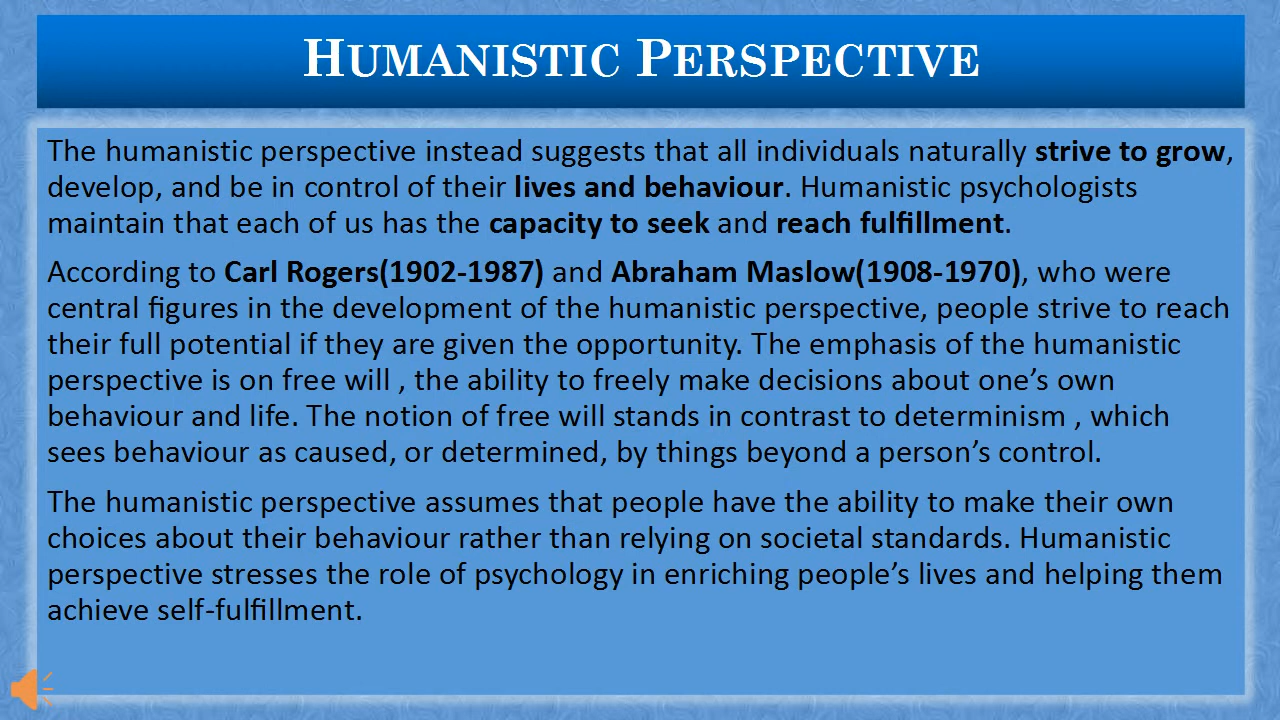 HUMANISTIC PERSPECTIVE
The humanistic perspective instead suggests that all individuals naturally strive to grow,
develop, and be in control of their lives and behaviour. Humanistic psychologists
maintain that each of us has the capacity to seek and reach fulfillment.
According to Carl Rogers(1902-1987) and Abraham Maslow(1908-1970), who were
central figures in the development of the humanistic perspective, people strive to reach
their full potential if they are given the opportunity. The emphasis of the humanistic
perspective is on free will , the ability to freely make decisions about one’s own
behaviour and life. The notion of free will stands in contrast to determinism , which
sees behaviour as caused, or determined, by things beyond a person’s control.
The humanistic perspective assumes that people have the ability to make their own
choices about their behaviour rather than relying on societal standards. Humanistic
perspective stresses the role of psychology in enriching people’s lives and helping them
achieve self-fulfillment.